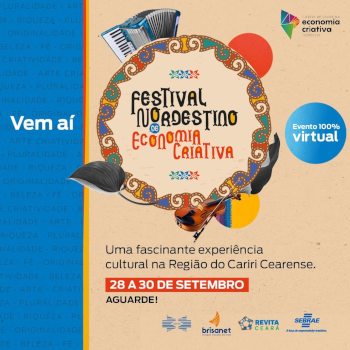 Vem aí
economia
criativa
FESTIVAL
NORDESTINO
DE ECONOMIA
CRIATIVA
Evento 100%
virtual
Uma fascinante experiência
cultural na Região do Cariri Cearense.
28 A 30 DE SETEMBRO
AGUARDE!
brisanet
REVITA
CEARÁ
SEBRAE